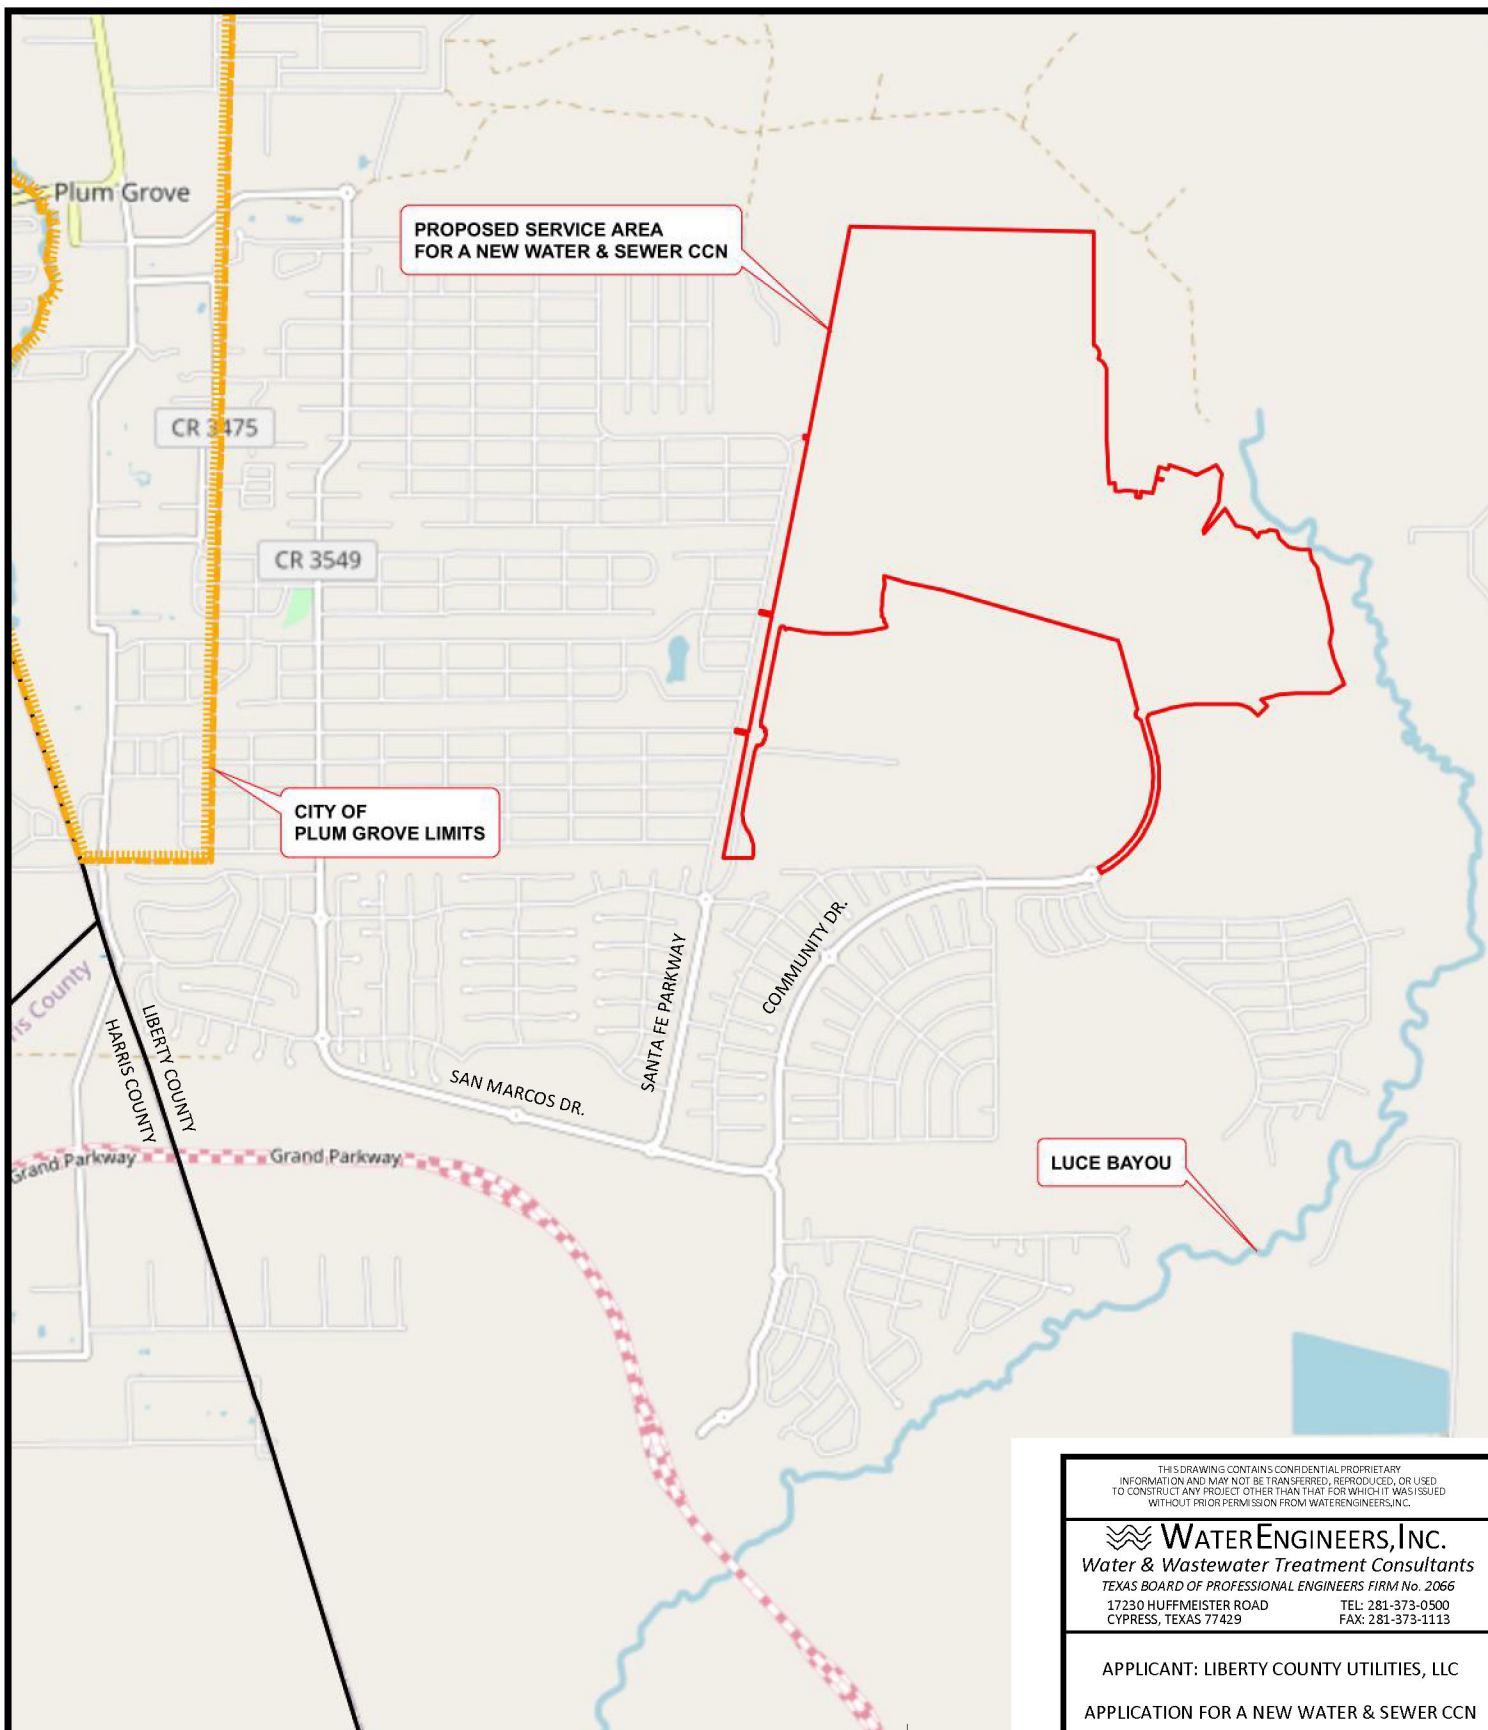 Plum Grove
PROPOSED SERVICE AREA
FOR A NEW WATER & SEWER CCN
CR 3475
CR 3549
CITY OF
PLUM GROVE LIMITS
COMMUNITY DR.
SANTA FE PARKWAY
ris County
LIBERTY COUNTY
HARRIS COUNTY
SAN MARCOS DR.
Grand Parkway
Grand Parkway
LUCE BAYOU
THIS DRAWING CONTAINS CONFIDENTIAL PROPRIETARY
INFORMATION AND MAY NOT BE TRANSFERRED, REPRODUCED, OR USED
TO CONSTRUCT ANY PROJECT OTHER THAN THAT FOR WHICH IT WAS ISSUED
WITHOUT PRIOR PERMISSION FROM WATERENGINEERS,INC.
WATERENGINEERS,INC.
Water & Wastewater Treatment Consultants
TEXAS BOARD OF PROFESSIONAL ENGINEERS FIRM No. 2066
17230 HUFFMEISTER ROAD TEL: 281-373-0500
CYPRESS, TEXAS 77429 FAX: 281-373-1113
APPLICANT: LIBERTY COUNTY UTILITIES, LLC
APPLICATION FOR A NEW WATER & SEWER CCN